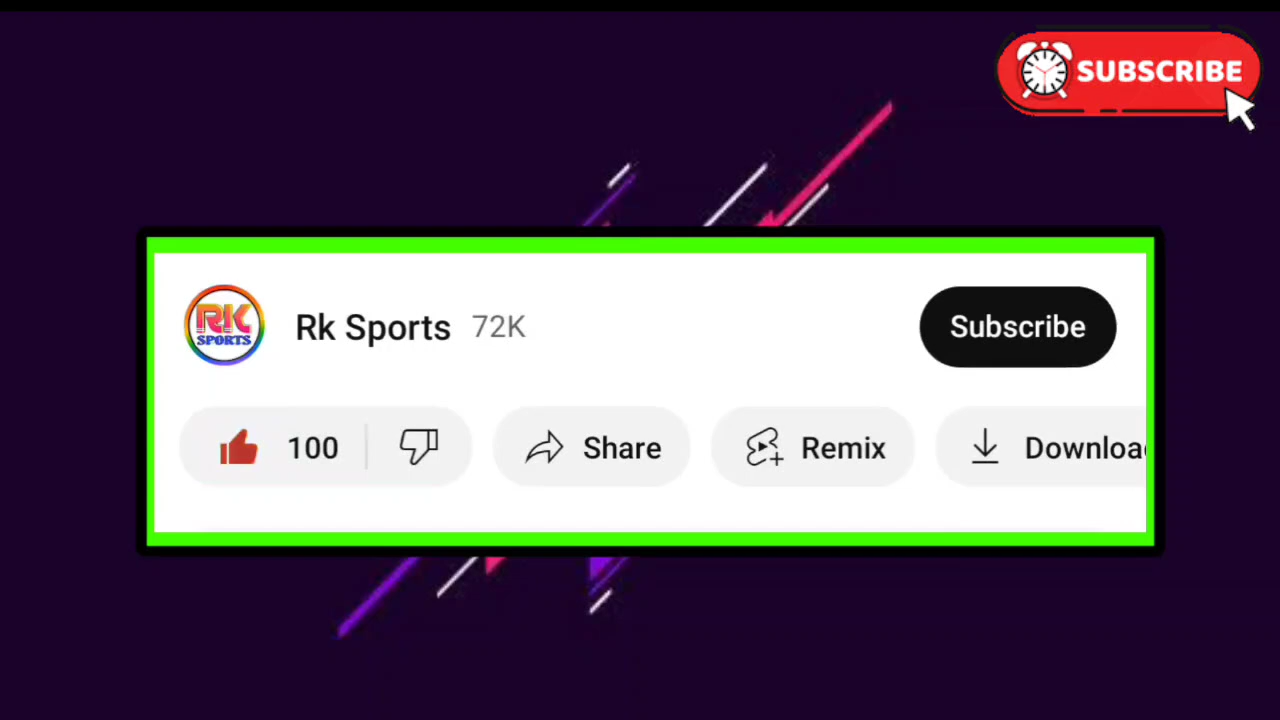 SUBSCRIBE
RK
SPORTS
Rk Sports 72K
Subscribe
100 Share Remix Downloa